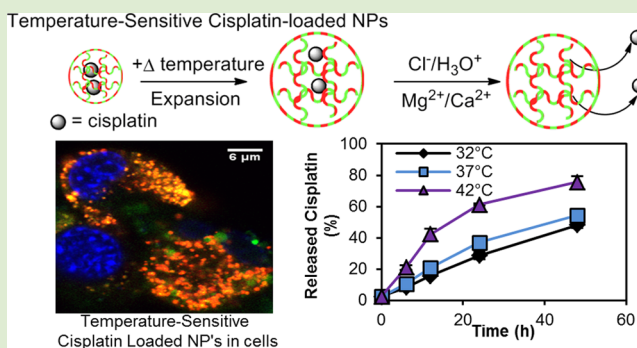 Temperature-Sensitive Cisplatin-loaded NPs
+Δ temperature
Expansion
Cl⁻/H₃O⁺
Mg²⁺/Ca²⁺
= cisplatin
6 µm
Temperature-Sensitive
Cisplatin Loaded NP's in cells
Released Cisplatin
(%)
100
80
60
40
20
0
32°C
37°C
42°C
0
20
40
60
Time (h)